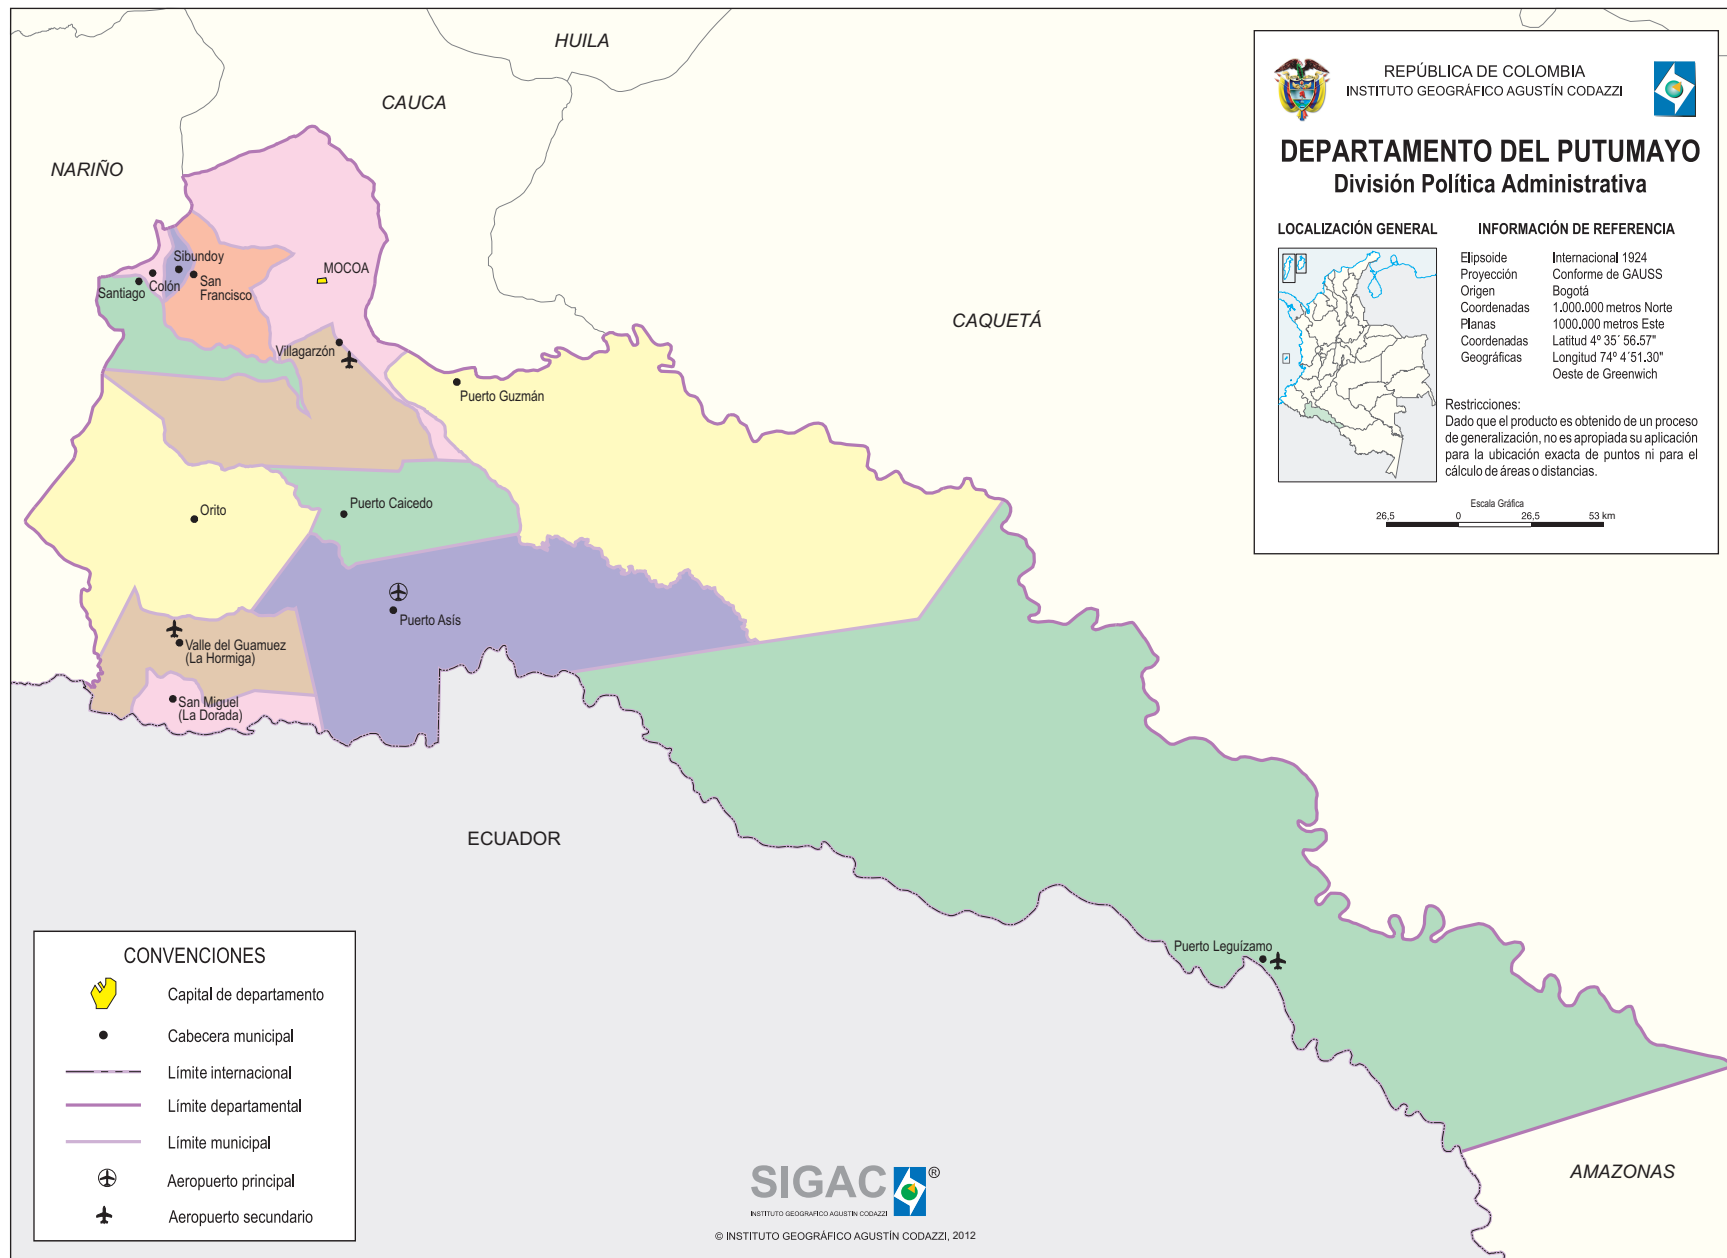 HUILA
CAUCA
NARIÑO
CAQUETÁ
REPÚBLICA DE COLOMBIA
INSTITUTO GEOGRÁFICO AGUSTÍN CODAZZI
DEPARTAMENTO DEL PUTUMAYO
División Política Administrativa
LOCALIZACIÓN GENERAL
INFORMACIÓN DE REFERENCIA
Elipsoide Internacional 1924
Proyección Conforme de GAUSS
Origen Bogotá
Coordenadas 1.000.000 metros Norte
Planas 1000.000 metros Este
Coordenadas Latitud 4º 35´ 56.57"
Geográficas Longitud 74º 4´51.30"
Oeste de Greenwich
Restricciones:
Dado que el producto es obtenido de un proceso
de generalización, no es apropiada su aplicación
para la ubicación exacta de puntos ni para el
cálculo de áreas o distancias.
Escala Gráfica
26,5 0 26,5 53 km
Sibundoy
MOCOA
Colón
San
Francisco
Santiago
Villagarzón
Puerto Guzmán
Orito
Puerto Caicedo
Puerto Asís
Valle del Guamuez
(La Hormiga)
San Miguel
(La Dorada)
ECUADOR
Puerto Leguízamo
AMAZONAS
CONVENCIONES
Capital de departamento
Cabecera municipal
Límite internacional
Límite departamental
Límite municipal
Aeropuerto principal
Aeropuerto secundario
SIGAC ®
INSTITUTO GEOGRAFICO AGUSTIN CODAZZI
© INSTITUTO GEOGRÁFICO AGUSTÍN CODAZZI, 2012